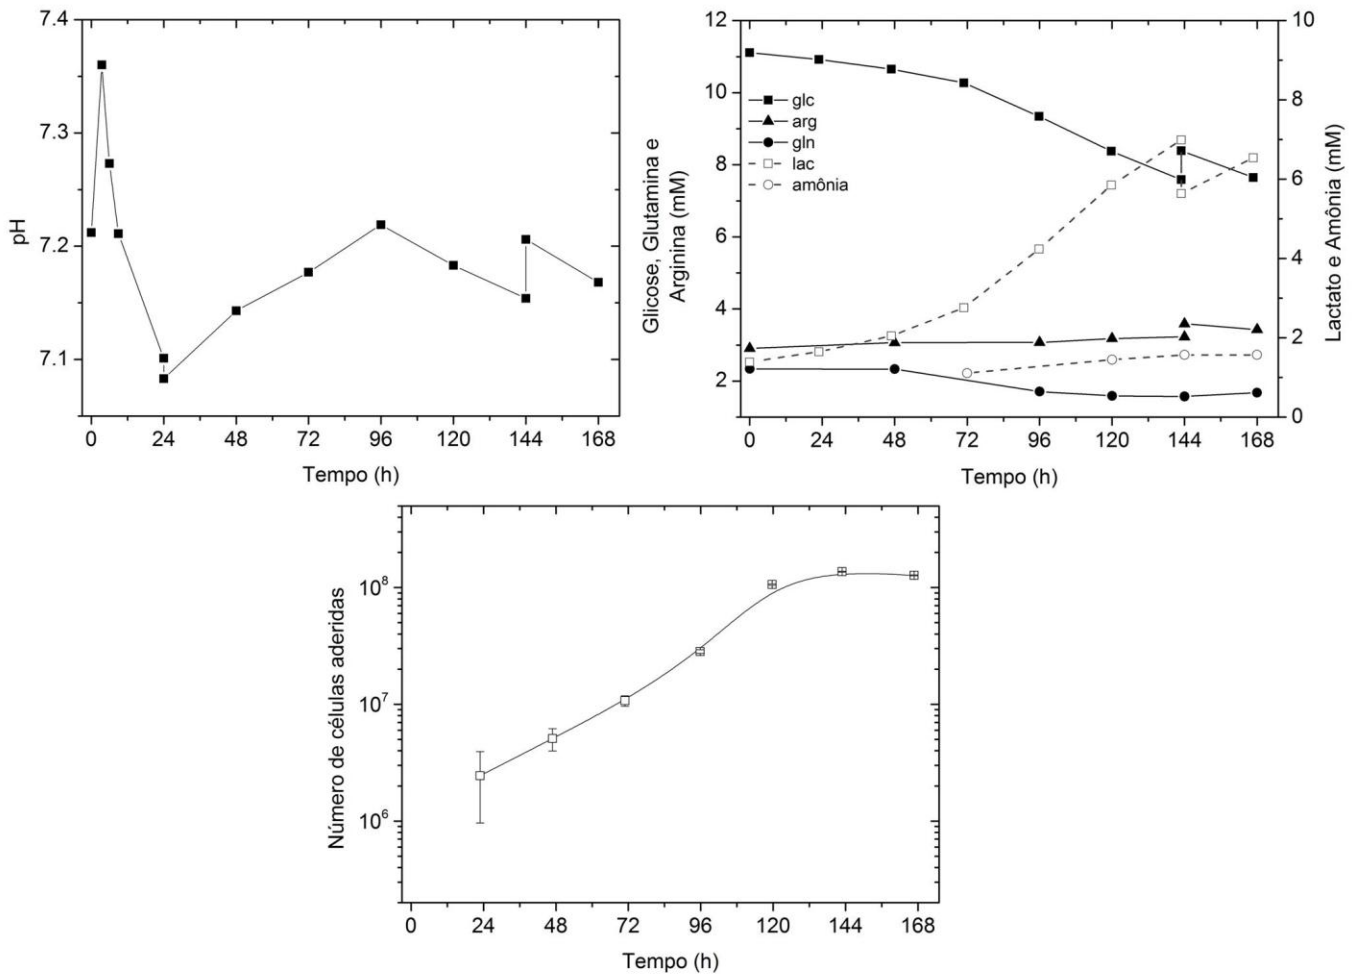 7.4
7.3
7.2
7.1
pH
0 24 48 72 96 120 144 168
Tempo (h)
12
10
8
6
4
2
Glicose, Glutamina e
Arginina (mM)
glc
arg
gln
lac
amônia
10
8
6
4
2
0
Lactato e Amônia (mM)
0 24 48 72 96 120 144 168
Tempo (h)
10⁸
10⁷
10⁶
Número de células aderidas
0 24 48 72 96 120 144 168
Tempo (h)